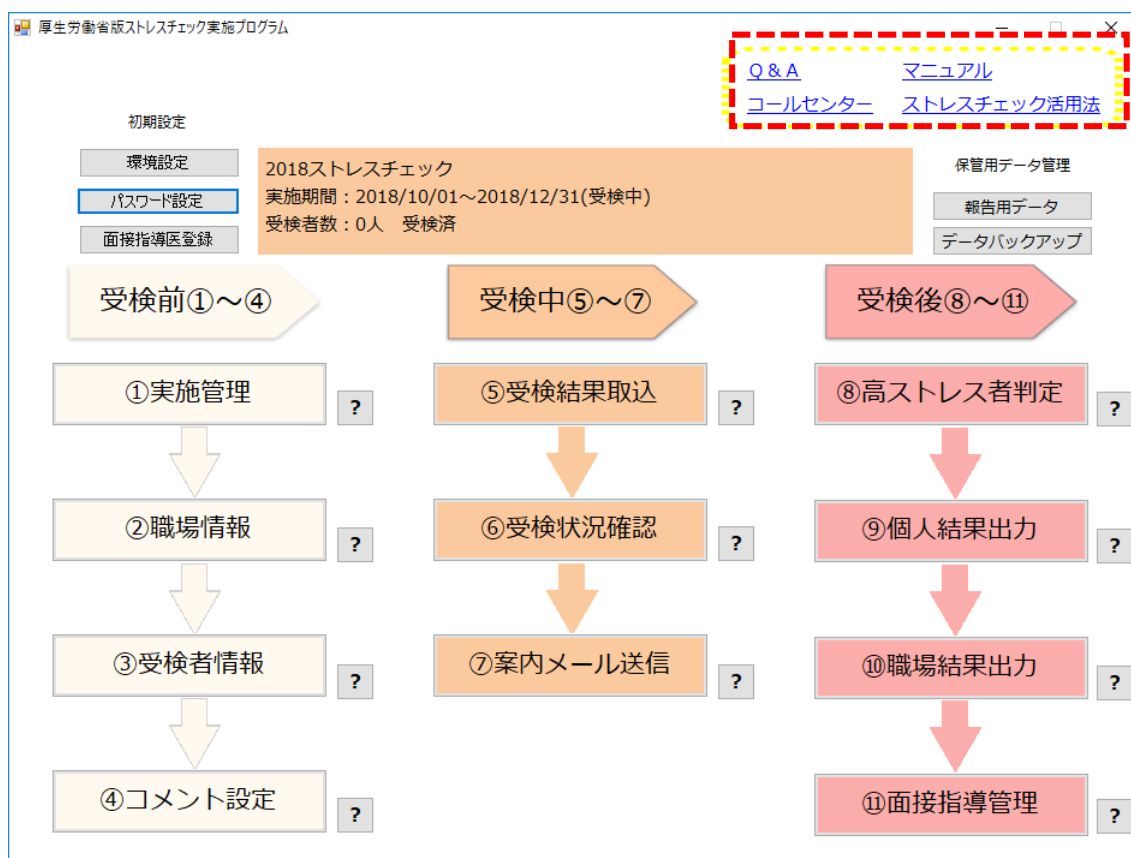 厚生労働省版ストレスチェック実施プログラム
Q & A
マニュアル
コールセンター
ストレスチェック活用法
初期設定
環境設定
パスワード設定
面接指導医登録
2018ストレスチェック
実施期間：2018/10/01～2018/12/31(受検中)
受検者数：0人　受検済
保管用データ管理
報告用データ
データバックアップ
受検前①～④
受検中⑤～⑦
受検後⑧～⑪
①実施管理
?
⑤受検結果取込
?
⑧高ストレス者判定
?
②職場情報
?
⑥受検状況確認
?
⑨個人結果出力
?
③受検者情報
?
⑦案内メール送信
?
⑩職場結果出力
?
④コメント設定
?
⑪面接指導管理
?